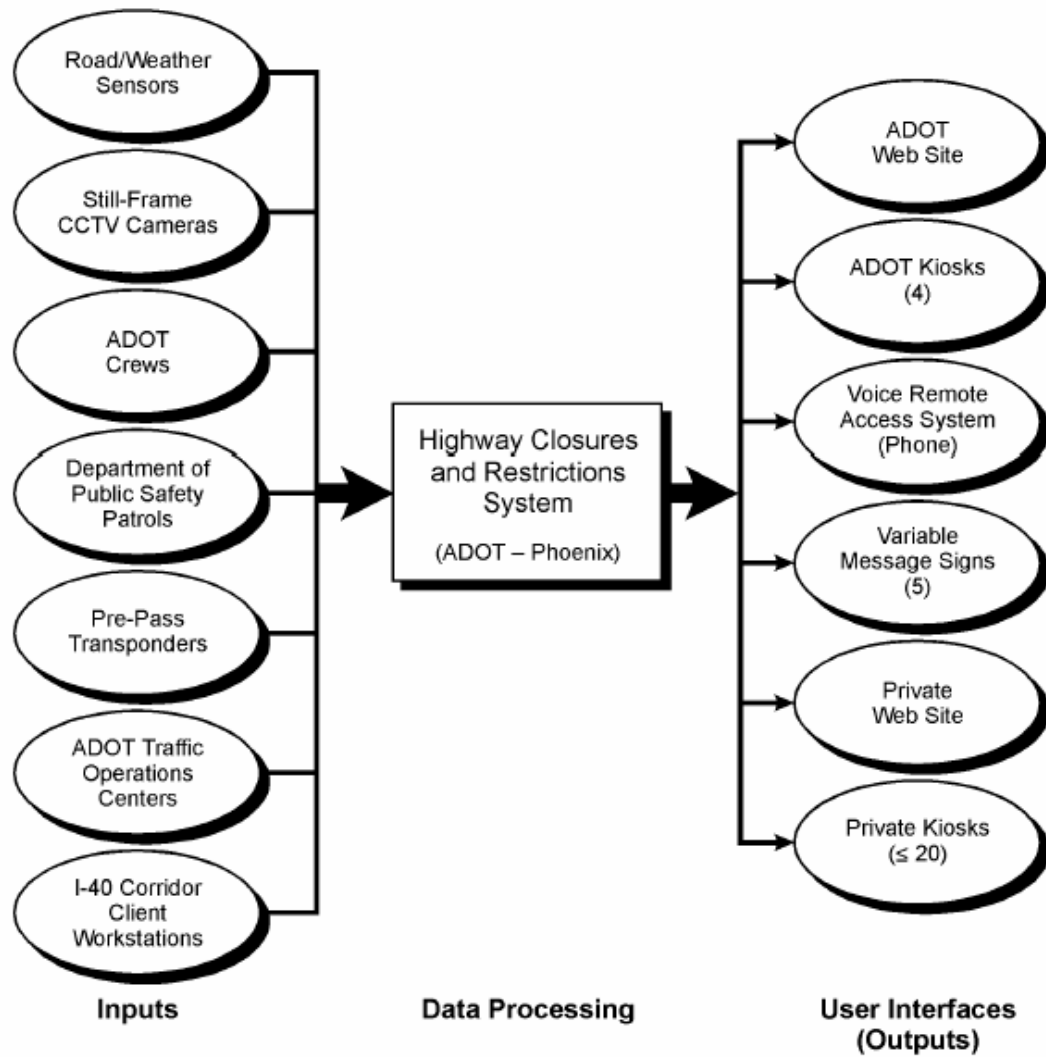 Road/Weather
Sensors
Still-Frame
CCTV Cameras
ADOT
Crews
Department of
Public Safety
Patrols
Pre-Pass
Transponders
ADOT Traffic
Operations
Centers
I-40 Corridor
Client
Workstations
Inputs
Highway Closures
and Restrictions
System
(ADOT – Phoenix)
Data Processing
ADOT
Web Site
ADOT Kiosks
(4)
Voice Remote
Access System
(Phone)
Variable
Message Signs
(5)
Private
Web Site
Private Kiosks
(≤ 20)
User Interfaces
(Outputs)